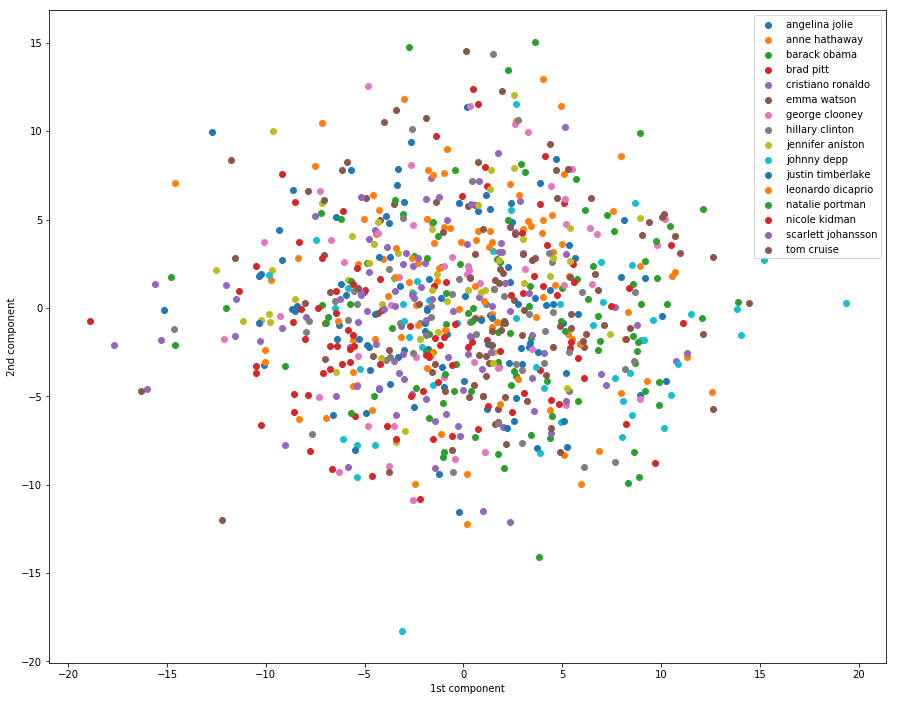 15
10
5
0
−5
−10
−15
−20
2nd component
−20 −15 −10 −5 0 5 10 15 20
1st component
angelina jolie
anne hathaway
barack obama
brad pitt
cristiano ronaldo
emma watson
george clooney
hillary clinton
jennifer aniston
johnny depp
justin timberlake
leonardo dicaprio
natalie portman
nicole kidman
scarlett johansson
tom cruise